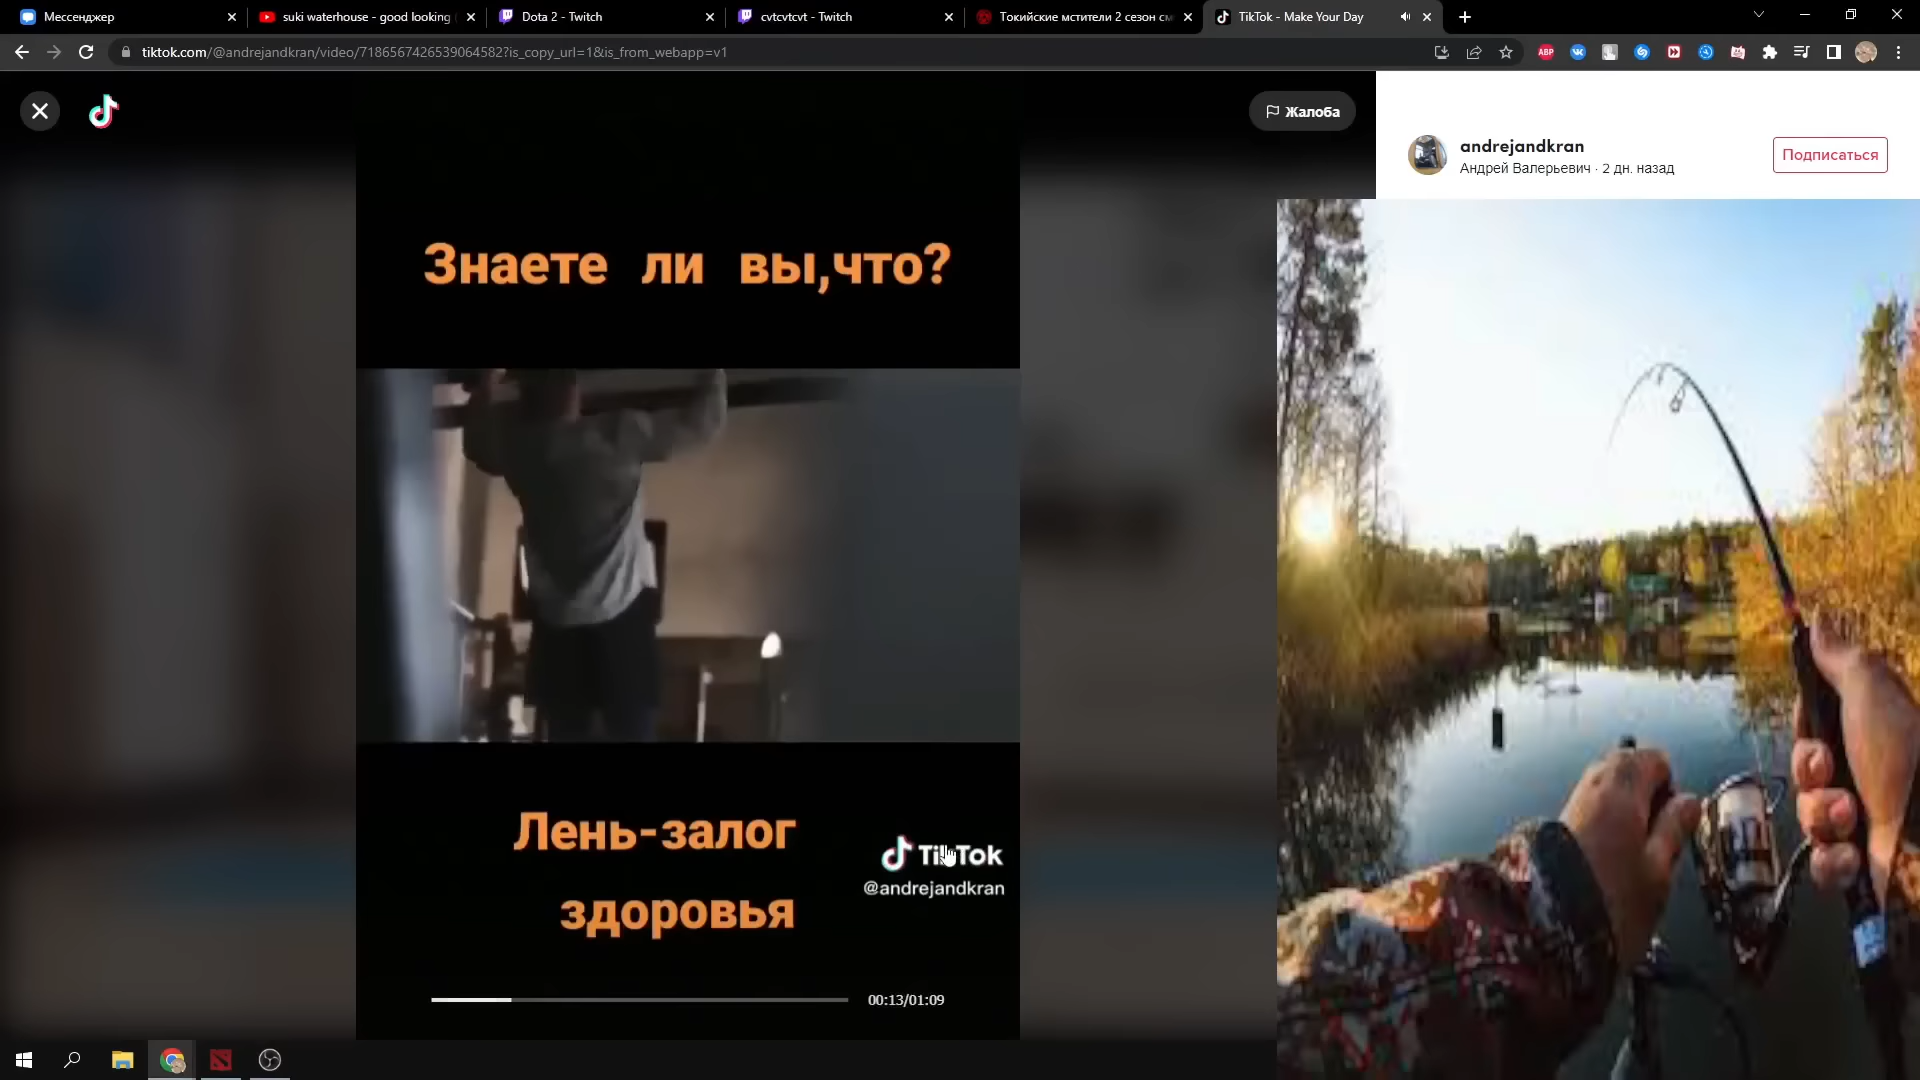 Мессенджер
suki waterhouse - good looking
Dota 2 - Twitch
cvtcvtcvt - Twitch
Токийские мстители 2 сезон см
TikTok - Make Your Day
tiktok.com/@andrejandkran/video/7186567426539064582?is_copy_url=1&is_from_webapp=v1
ABP
Жалоба
andrejandkran
Андрей Валерьевич · 2 дн. назад
Подписаться
Знаете ли вы,что?
Лень-залог
здоровья
TikTok
@andrejandkran
00:13/01:09